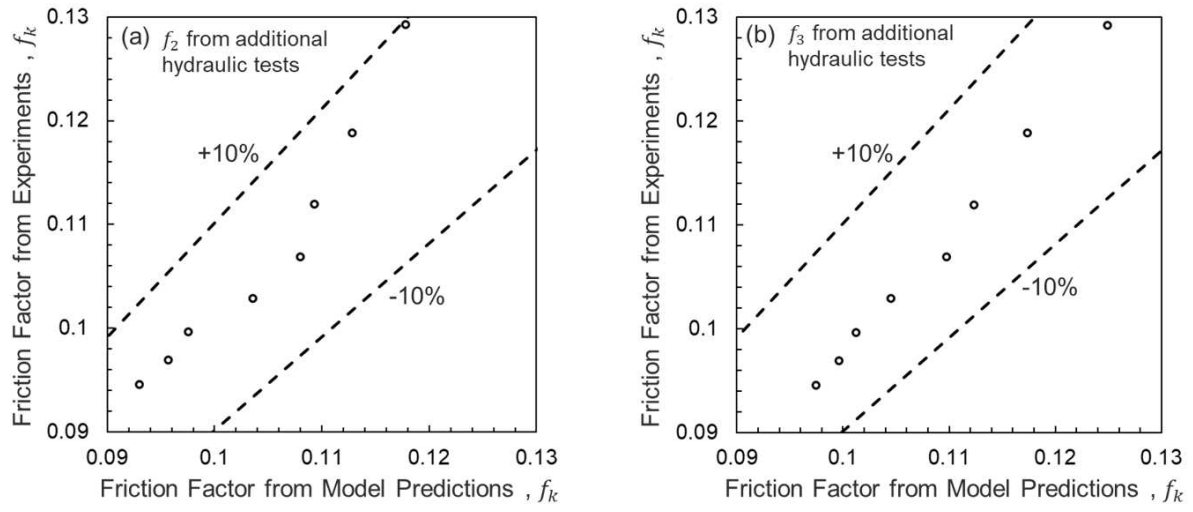 (a) f₂ from additional
hydraulic tests
+10%
-10%
0.13
0.12
0.11
0.1
0.09
0.09 0.1 0.11 0.12 0.13
Friction Factor from Experiments , fₖ
Friction Factor from Model Predictions , fₖ
(b) f₃ from additional
hydraulic tests
+10%
-10%
0.13
0.12
0.11
0.1
0.09
0.09 0.1 0.11 0.12 0.13
Friction Factor from Experiments , fₖ
Friction Factor from Model Predictions , fₖ